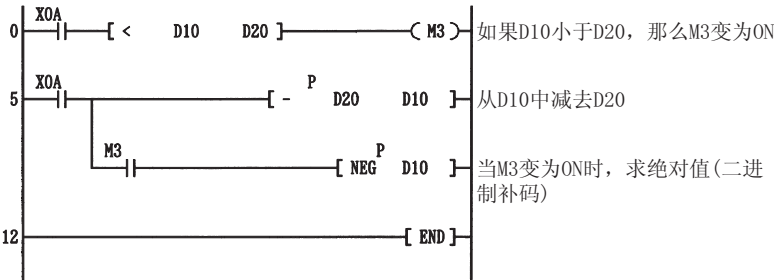 X0A
0 [ < D10 D20 ] ( M3 ) 如果D10小于D20，那么M3变为ON
X0A
5 [ - P D20 D10 ] 从D10中减去D20
M3
[ NEG P D10 ] 当M3变为ON时，求绝对值(二进
制补码)
12 [ END ]